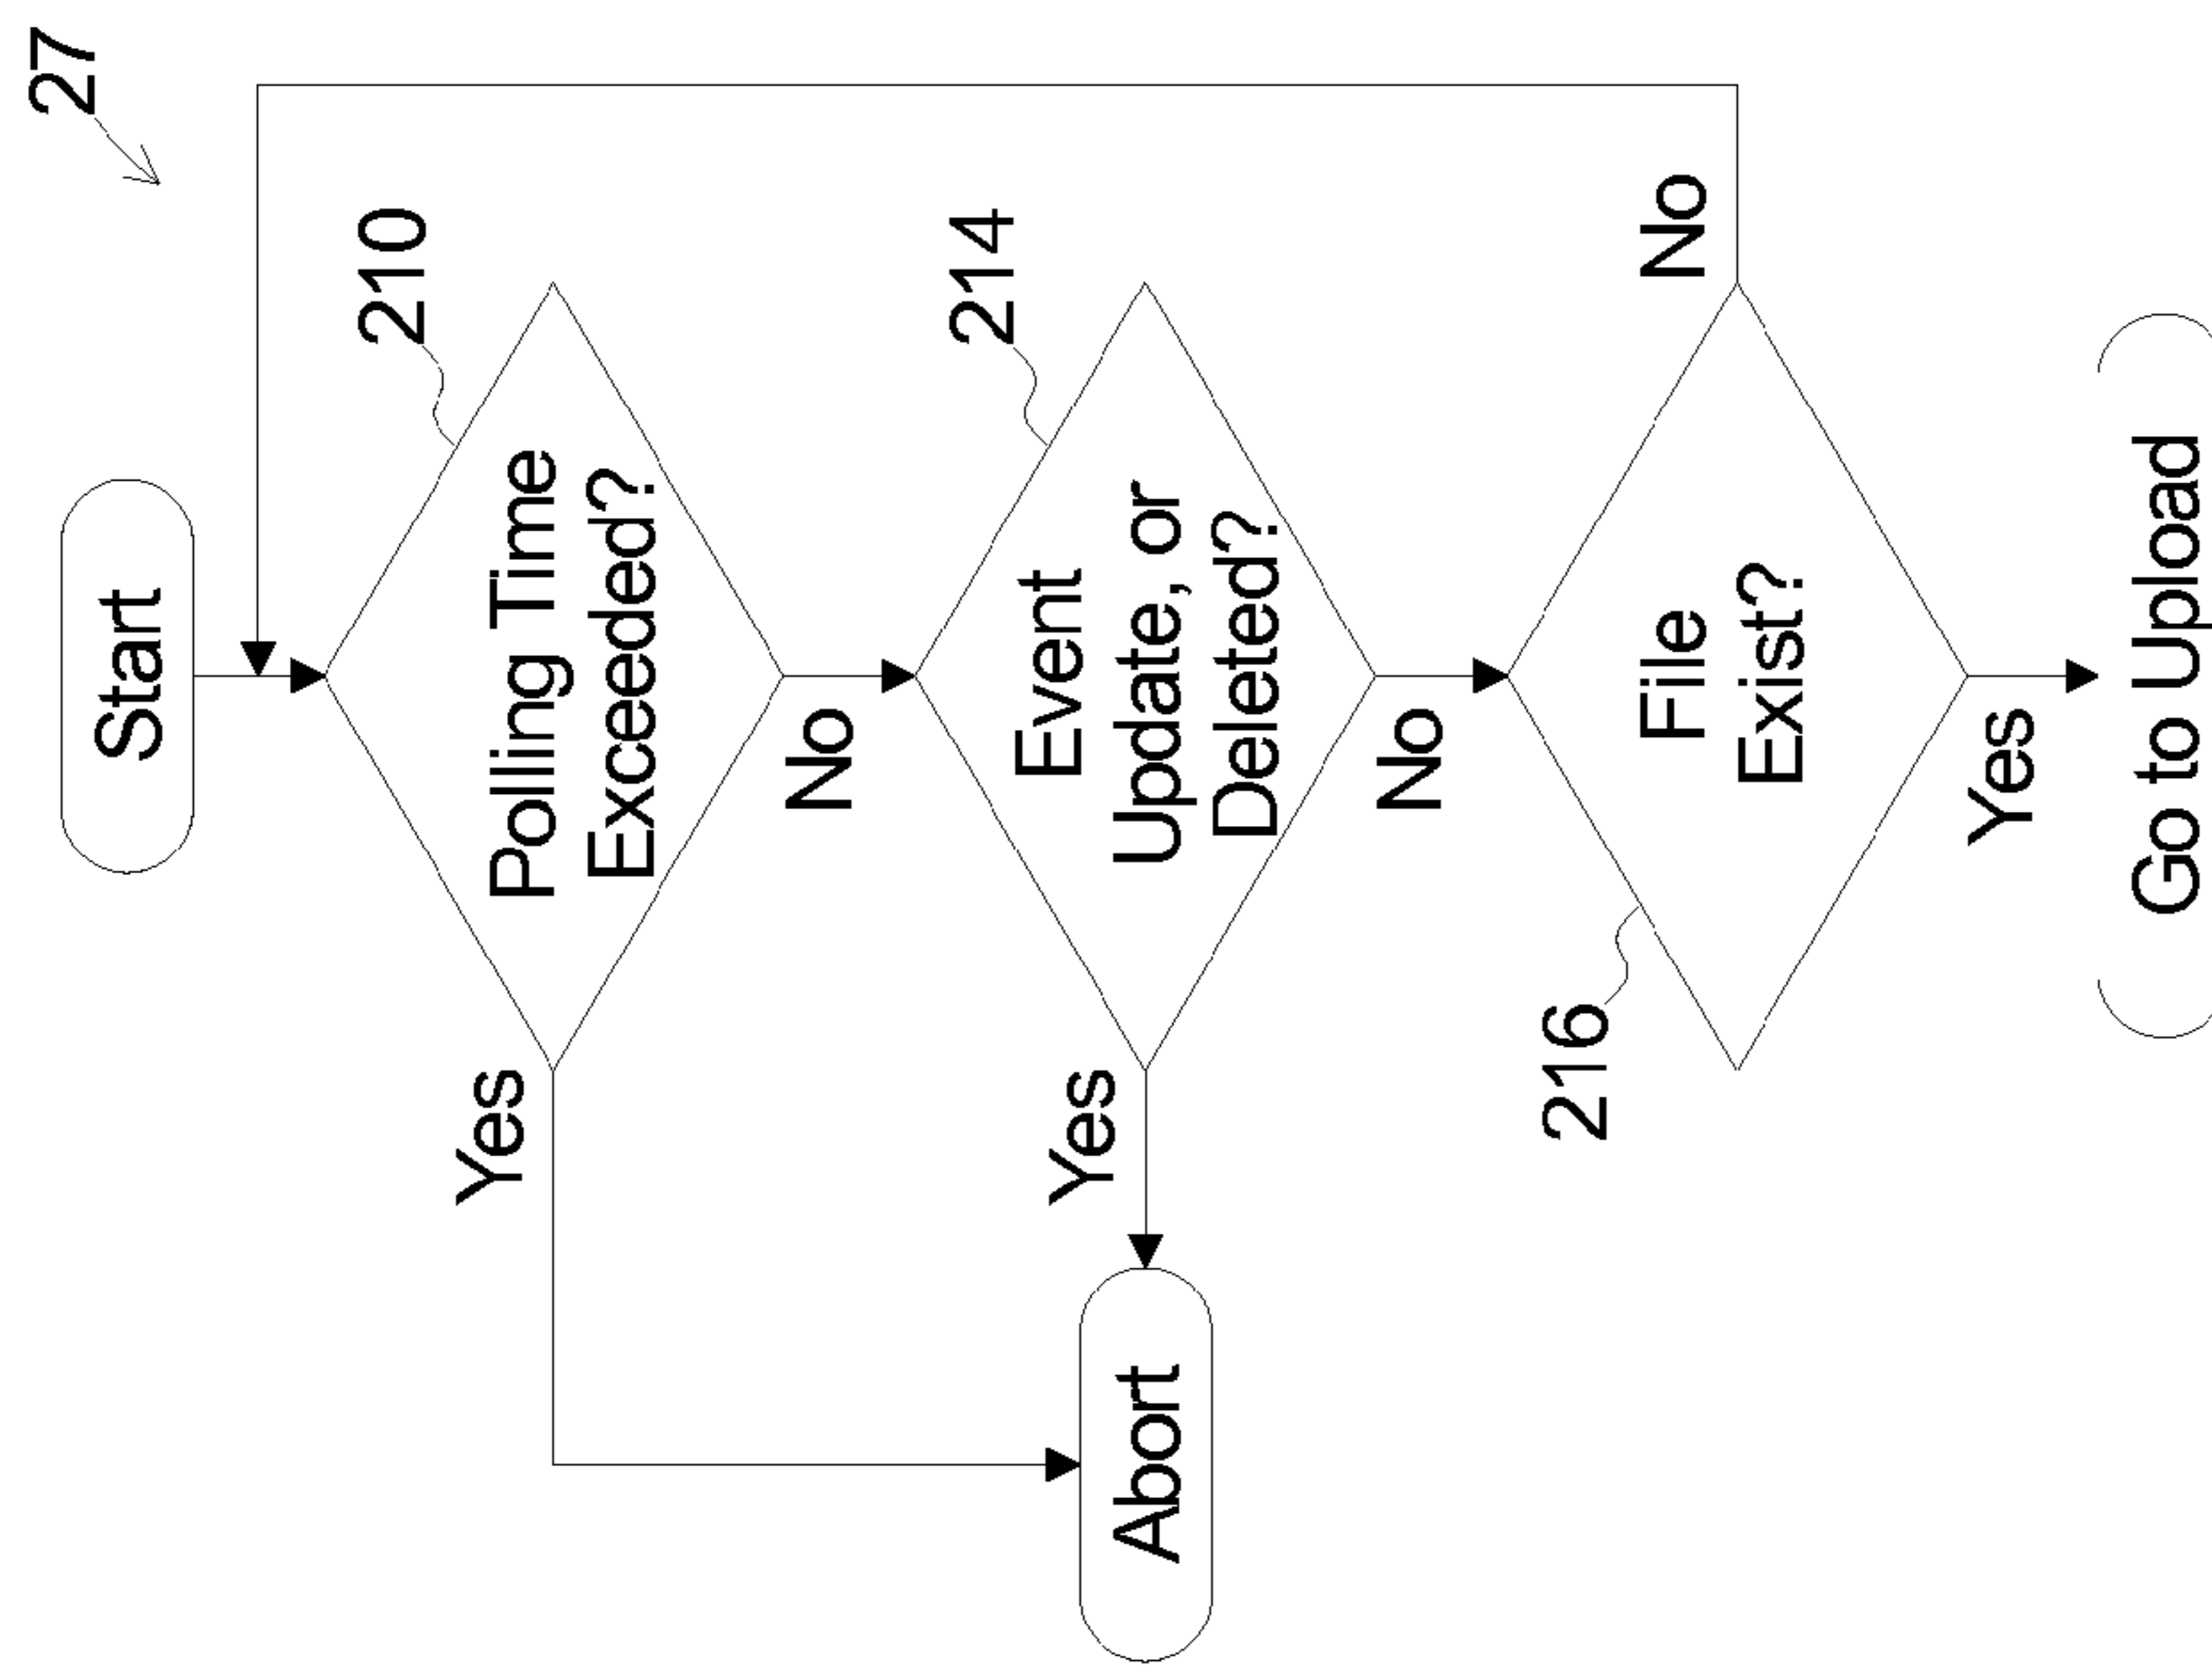 27
Start
210
Polling Time
Exceeded?
Yes
No
214
Event
Update, or
Deleted?
Yes
No
Abort
216
File
Exist?
No
Yes
Go to Upload